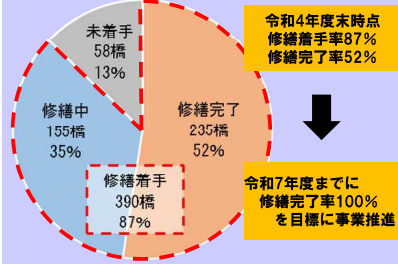 未着手
58橋
13%
修繕中
155橋
35%
修繕完了
235橋
52%
修繕着手
390橋
87%
令和4年度末時点
修繕着手率87%
修繕完了率52%
令和7年度までに
修繕完了率100%
を目標に事業推進